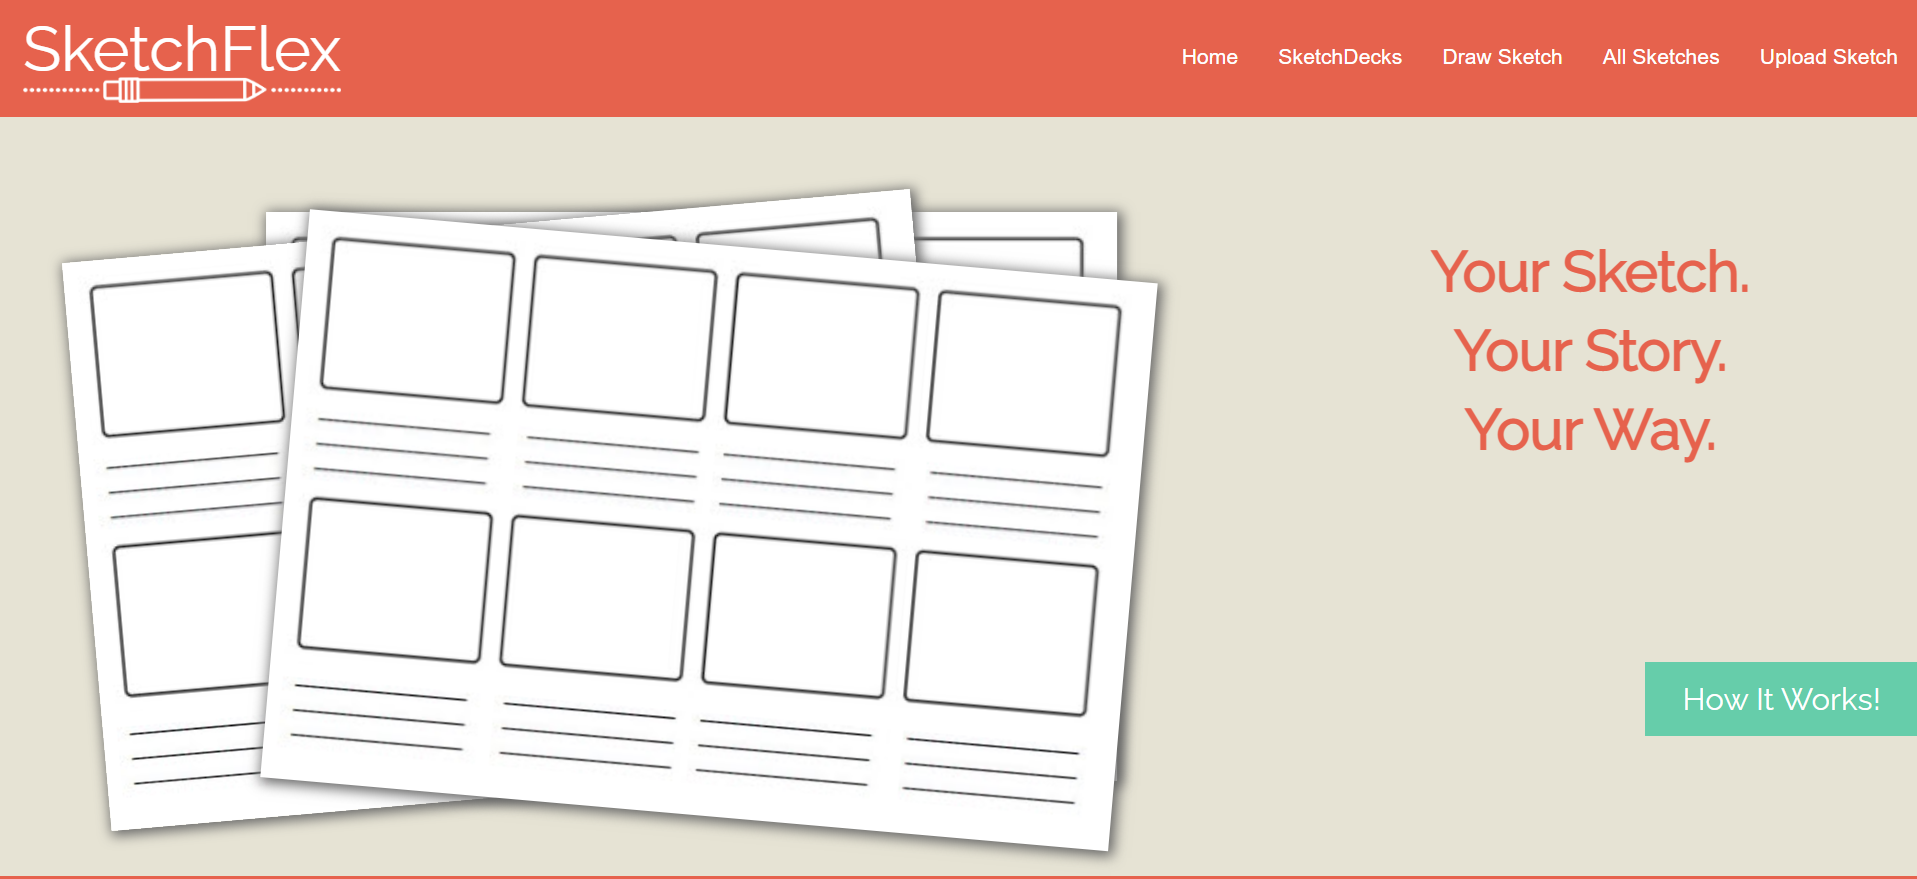 SketchFlex
Home SketchDecks Draw Sketch All Sketches Upload Sketch
Your Sketch.
Your Story.
Your Way.
How It Works!